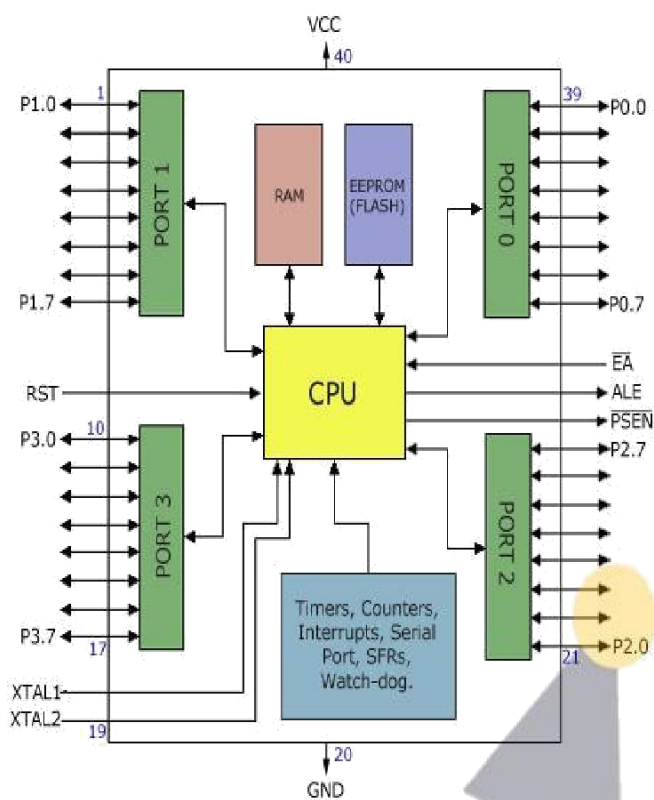 VCC
40
1
39
P1.0
P0.0
PORT 1
RAM
EEPROM
(FLASH)
PORT 0
P1.7
P0.7
EA
RST
CPU
ALE
PSEN
P3.0
10
P2.7
PORT 3
PORT 2
Timers, Counters,
Interrupts, Serial
Port, SFRs,
Watch-dog.
P3.7
17
P2.0
21
XTAL1
XTAL2
19
20
GND